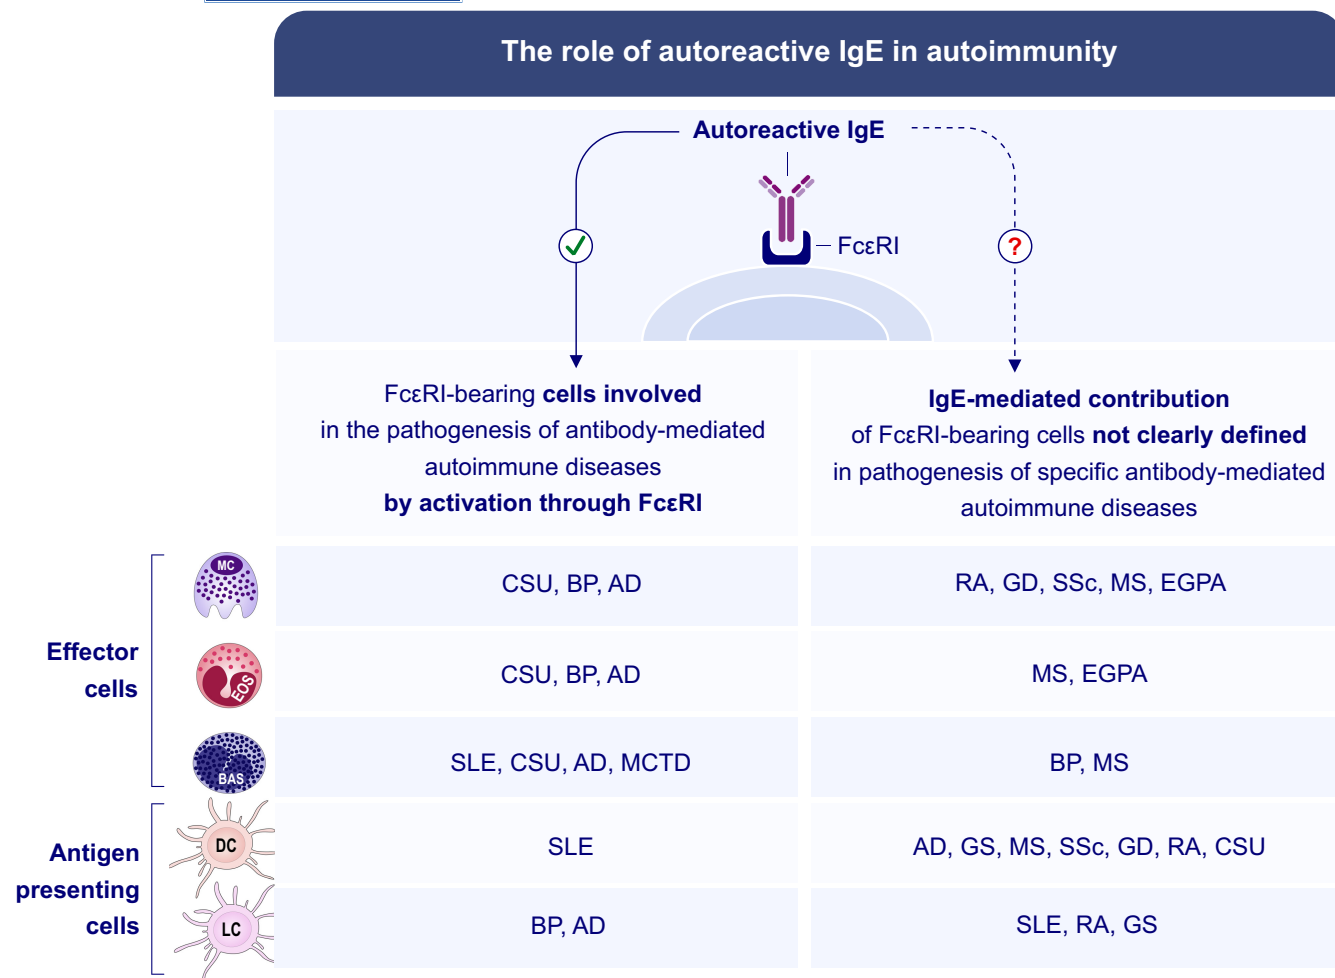 The role of autoreactive IgE in autoimmunity
Autoreactive IgE
FcεRI
?
FcεRI-bearing cells involved
in the pathogenesis of antibody-mediated
autoimmune diseases
by activation through FcεRI
IgE-mediated contribution
of FcεRI-bearing cells not clearly defined
in pathogenesis of specific antibody-mediated
autoimmune diseases
Effector
cells
MC
CSU, BP, AD
RA, GD, SSc, MS, EGPA
EOS
CSU, BP, AD
MS, EGPA
BAS
SLE, CSU, AD, MCTD
BP, MS
Antigen
presenting
cells
DC
SLE
AD, GS, MS, SSc, GD, RA, CSU
LC
BP, AD
SLE, RA, GS